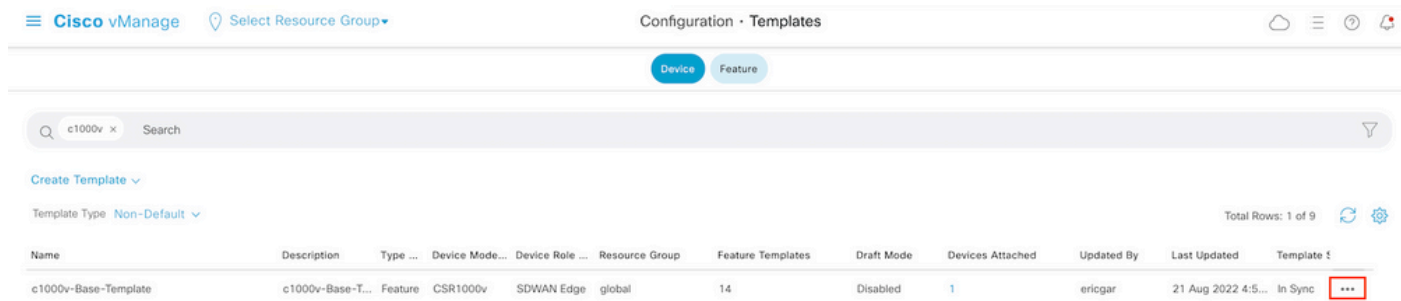 Cisco vManage Select Resource Group Configuration · Templates
Device Feature
c1000v × Search
Create Template
Template Type Non-Default Total Rows: 1 of 9
Name Description Type ... Device Mode... Device Role ... Resource Group Feature Templates Draft Mode Devices Attached Updated By Last Updated Template S
c1000v-Base-Template c1000v-Base-T... Feature CSR1000v SDWAN Edge global 14 Disabled 1 ericgar 21 Aug 2022 4:5... In Sync ...